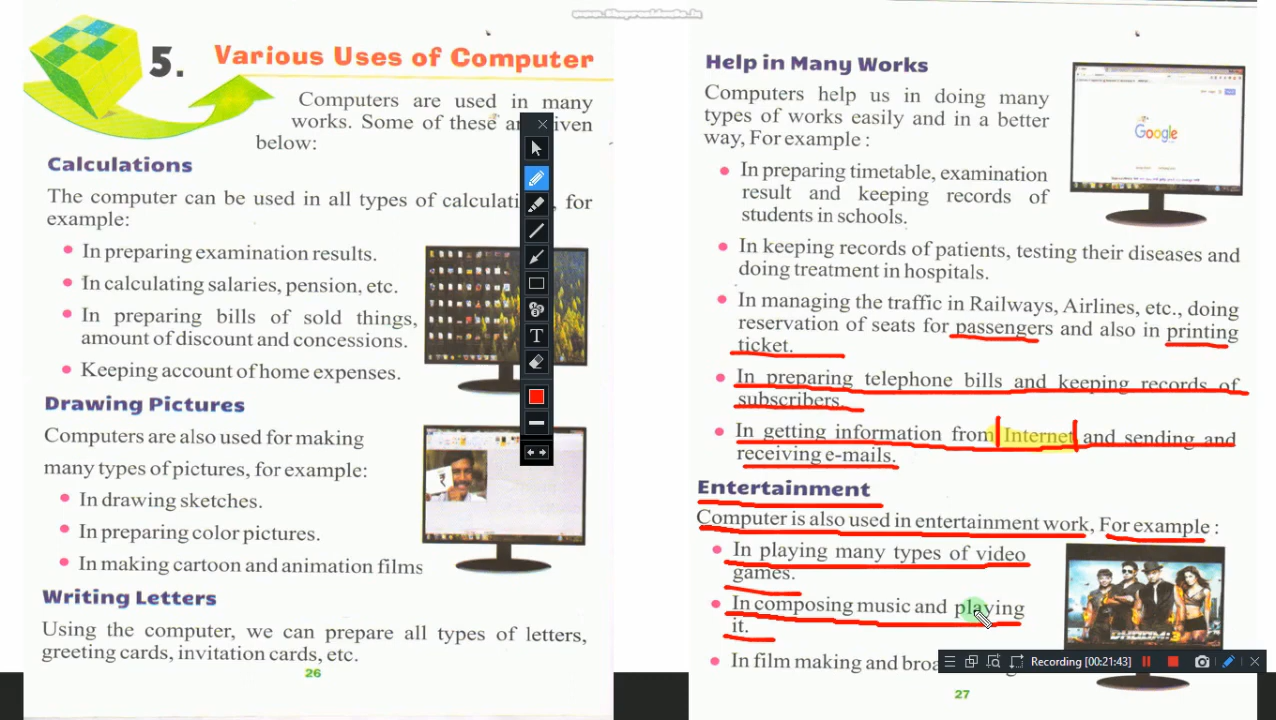 5.
Various Uses of Computer
Computers are used in many
works. Some of these
below:
Calculations
The computer can be used in all types of for
example:
• In preparing examination results.
• In calculating salaries, pension, etc.
• In preparing bills of sold things,
amount of discount and concessions.
• Keeping account of home expenses.
Drawing Pictures
Computers are also used for making
many types of pictures, for example:
• In drawing sketches.
• In preparing color pictures.
• In making cartoon and animation films
Writing Letters
Using the computer, we can prepare all types of letters,
greeting cards, invitation cards, etc.
26
Help in Many Works
Computers help us in doing many
types of works easily and in a better
way, For example :
• In preparing timetable, examination
result and keeping records of
students in schools.
• In keeping records of patients, testing their diseases and
doing treatment in hospitals.
• In managing the traffic in Railways, Airlines, etc., doing
reservation of seats for passengers and also in printing
ticket.
• In preparing telephone bills and keeping records of
subscribers.
• In getting information from Internet and sending and
receiving e-mails.
Entertainment
Computer is also used in entertainment work, For example :
• In playing many types of video
games.
• In composing music and playing
it.
• In film making and
27
Google
DHOOM:3
T
Recording [00:21:43]